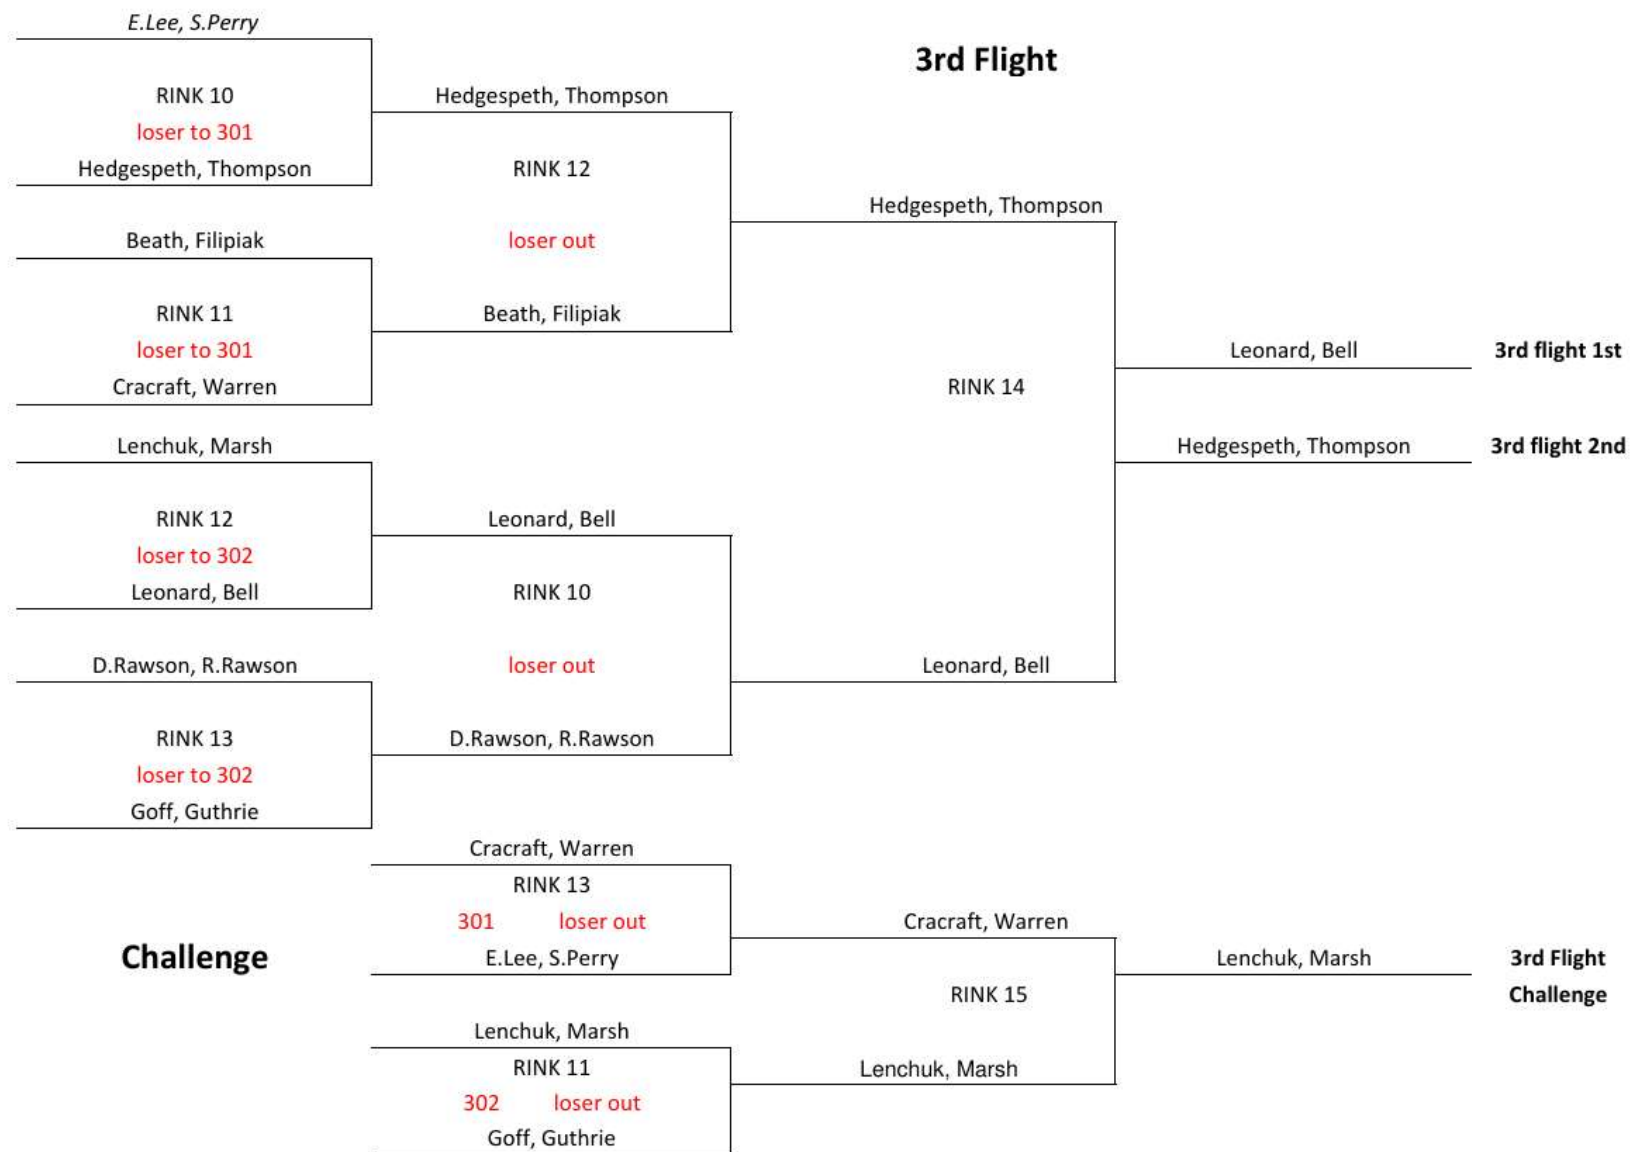 E.Lee, S.Perry
3rd Flight
RINK 10
Hedgespeth, Thompson
loser to 301
Hedgespeth, Thompson
RINK 12
Hedgespeth, Thompson
Beath, Filipiak
loser out
RINK 11
Beath, Filipiak
loser to 301
Leonard, Bell
3rd flight 1st
Cracraft, Warren
RINK 14
Lenchuk, Marsh
Hedgespeth, Thompson
3rd flight 2nd
RINK 12
Leonard, Bell
loser to 302
Leonard, Bell
RINK 10
D.Rawson, R.Rawson
loser out
Leonard, Bell
RINK 13
D.Rawson, R.Rawson
loser to 302
Goff, Guthrie
Cracraft, Warren
RINK 13
301 loser out
Cracraft, Warren
Challenge
E.Lee, S.Perry
Lenchuk, Marsh
3rd Flight
Challenge
RINK 15
Lenchuk, Marsh
RINK 11
Lenchuk, Marsh
302 loser out
Goff, Guthrie